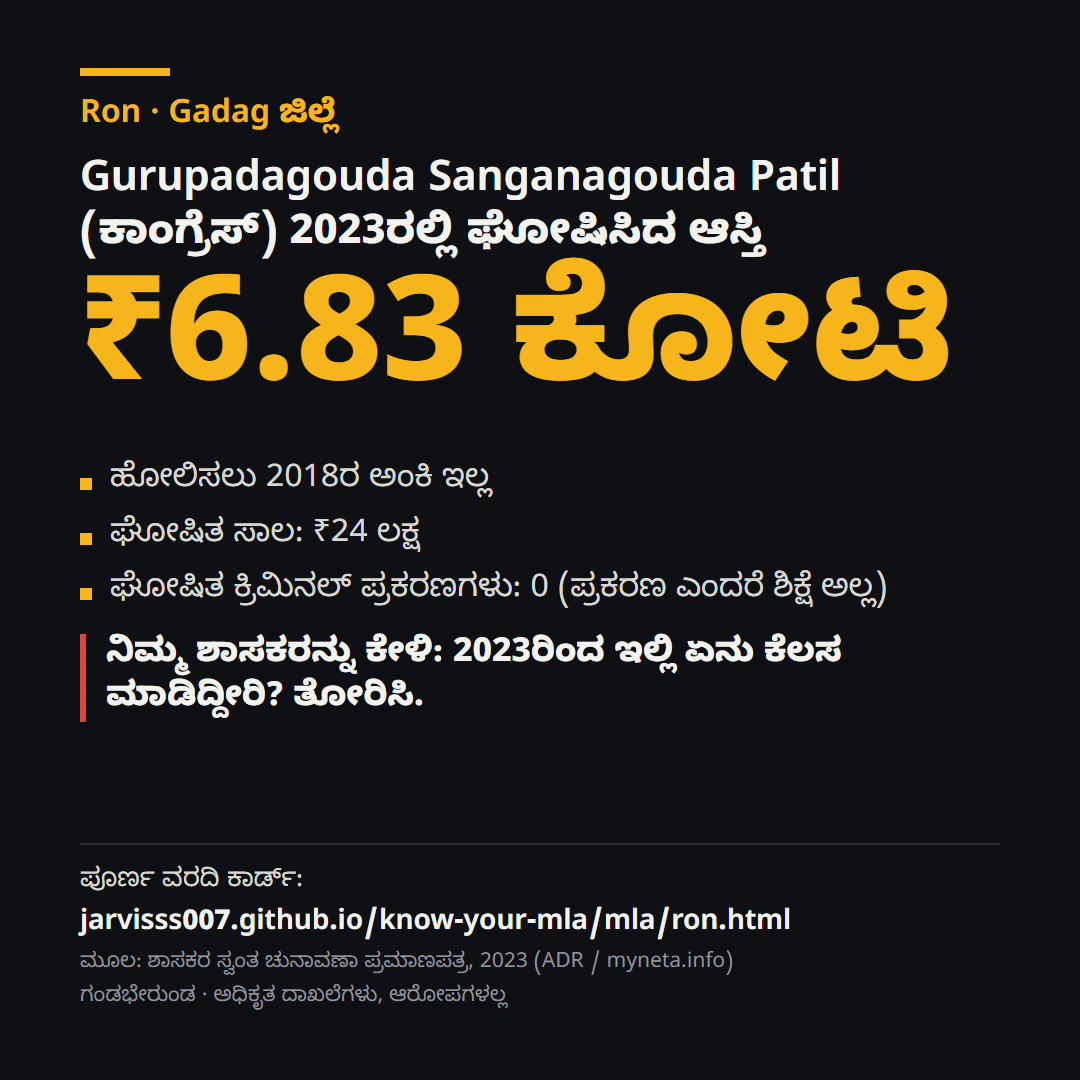 Ron · Gadag ಜಿಲ್ಲೆ
Gurupadagouda Sanganagouda Patil
(ಕಾಂಗ್ರೆಸ್) 2023ರಲ್ಲಿ ಘೋಷಿಸಿದ ಆಸ್ತಿ
₹6.83 ಕೋಟಿ
ಹೋಲಿಸಲು 2018ರ ಅಂಕಿ ಇಲ್ಲ
ಘೋಷಿತ ಸಾಲ: ₹24 ಲಕ್ಷ
ಘೋಷಿತ ಕ್ರಿಮಿನಲ್ ಪ್ರಕರಣಗಳು: 0 (ಪ್ರಕರಣ ಎಂದರೆ ಶಿಕ್ಷೆ ಅಲ್ಲ)
ನಿಮ್ಮ ಶಾಸಕರನ್ನು ಕೇಳಿ: 2023ರಿಂದ ಇಲ್ಲಿ ಏನು ಕೆಲಸ
ಮಾಡಿದ್ದೀರಿ? ತೋರಿಸಿ.
ಪೂರ್ಣ ವರದಿ ಕಾರ್ಡ್:
jarvisss007.github.io/know-your-mla/mla/ron.html
ಮೂಲ: ಶಾಸಕರ ಸ್ವಂತ ಚುನಾವಣಾ ಪ್ರಮಾಣಪತ್ರ, 2023 (ADR / myneta.info)
ಗಂಡಭೇರುಂಡ · ಅಧಿಕೃತ ದಾಖಲೆಗಳು, ಆರೋಪಗಳಲ್ಲ